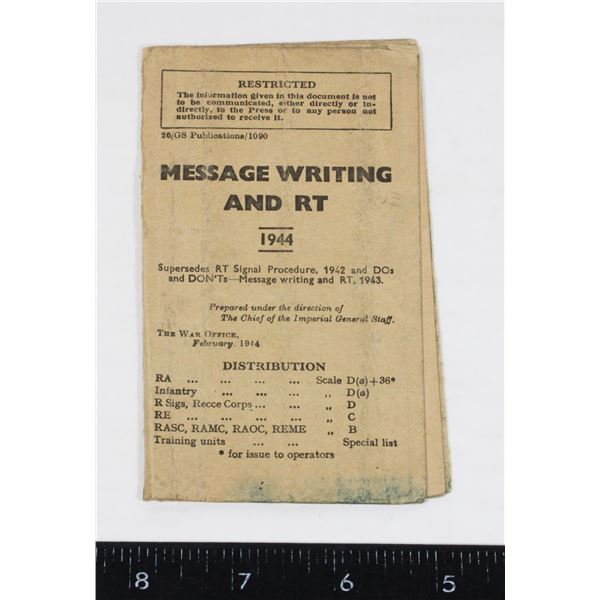 RESTRICTED
The information given in this document is not
to be communicated, either directly or in-
directly, to the Press or to any person not
authorized to receive it.
26/GS Publications/1090
MESSAGE WRITING
AND RT
1944
Supersedes RT Signal Procedure, 1942 and DOs
and DON'Ts—Message writing and RT, 1943.
Prepared under the direction of
The Chief of the Imperial General Staff.
THE WAR OFFICE,
February, 1944
DISTRIBUTION
RA ... ... ... ... Scale D(a)+36*
Infantry ... ... ... „ D(a)
R Sigs, Recce Corps ... ... „ D
RE ... ... ... ... „ C
RASC, RAMC, RAOC, REME „ B
Training units ... ... Special list
* for issue to operators
8 7 6 5